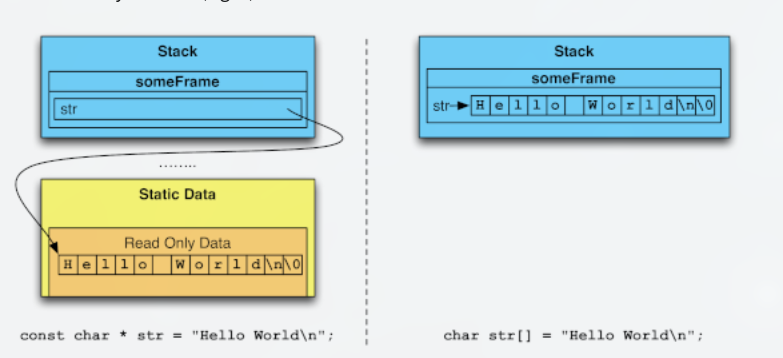 Stack
someFrame
str
........
Static Data
Read Only Data
H e l l o W o r l d \n \0
const char * str = "Hello World\n";
Stack
someFrame
str H e l l o W o r l d \n \0
char str[] = "Hello World\n";